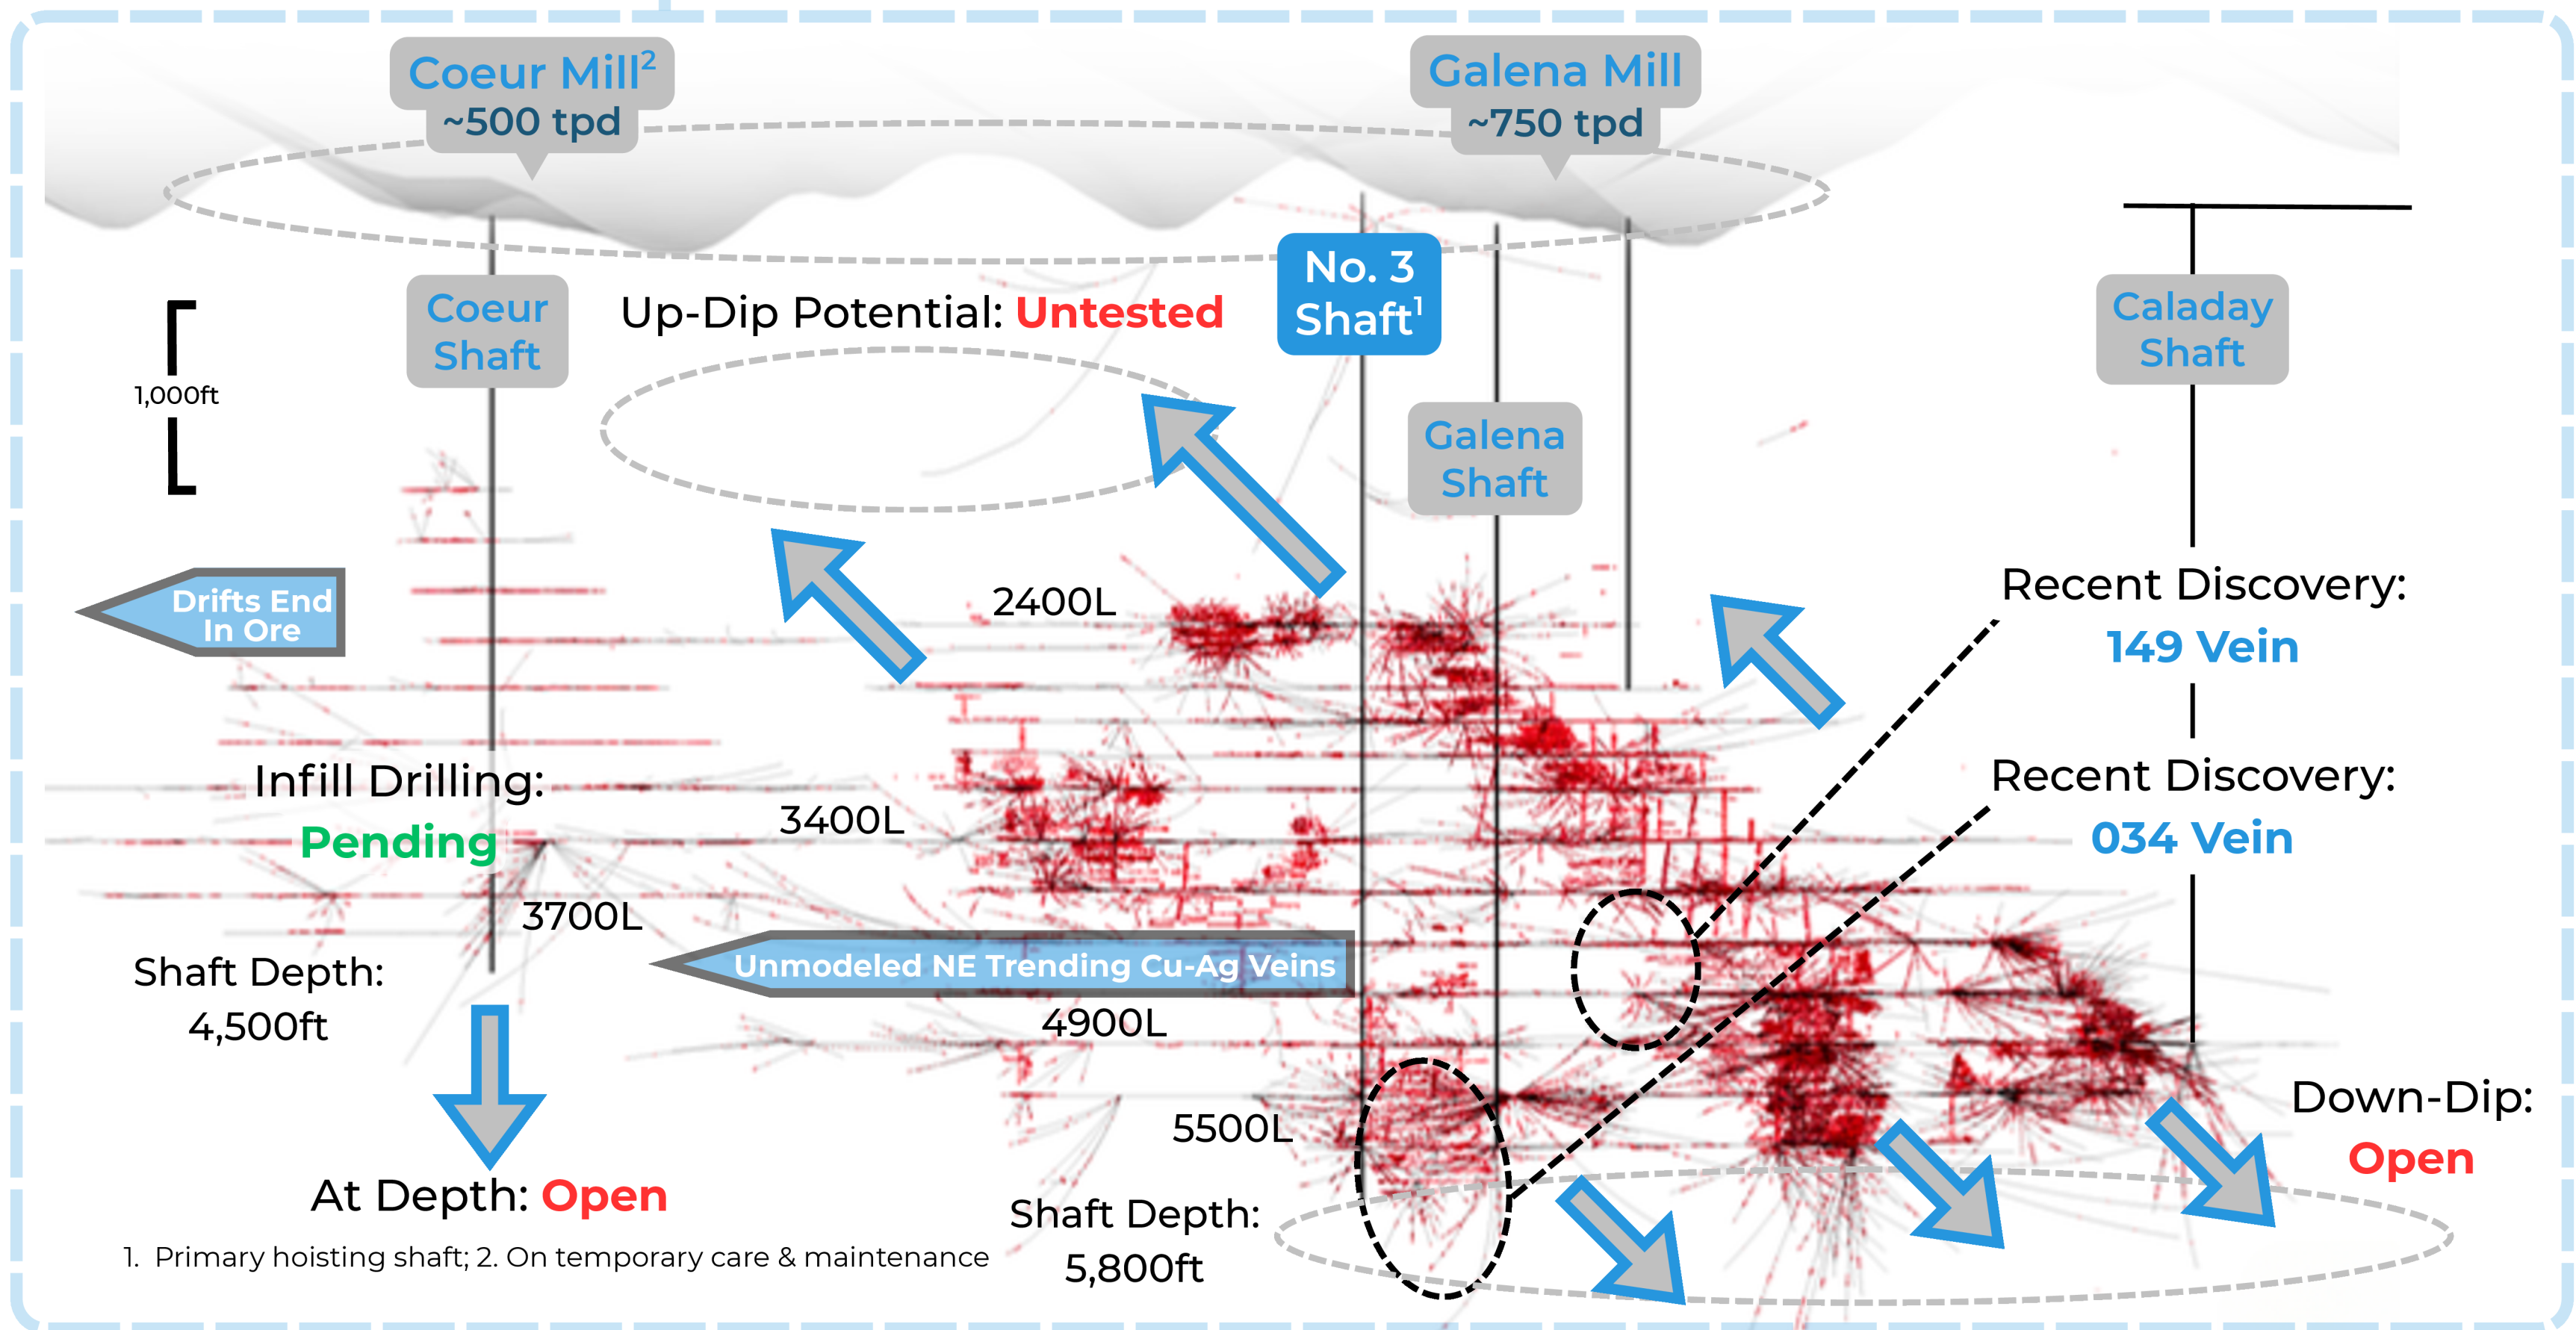 Coeur Mill²
~500 tpd
Galena Mill
~750 tpd
No. 3
Shaft¹
Coeur
Shaft
Up-Dip Potential: Untested
Caladay
Shaft
1,000ft
Galena
Shaft
Drifts End
In Ore
2400L
Recent Discovery:
149 Vein
Infill Drilling:
Pending
3400L
Recent Discovery:
034 Vein
3700L
Unmodeled NE Trending Cu-Ag Veins
Shaft Depth:
4,500ft
4900L
5500L
Down-Dip:
Open
At Depth: Open
Shaft Depth:
5,800ft
1. Primary hoisting shaft; 2. On temporary care & maintenance